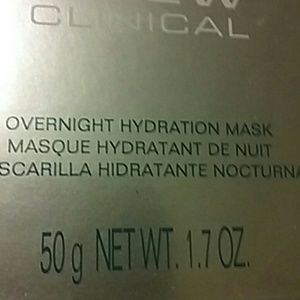 CLINICAL
OVERNIGHT HYDRATION MASK
MASQUE HYDRATANT DE NUIT
SCARILLA HIDRATANTE NOCTURNA
50 g NET WT. 1.7 OZ.